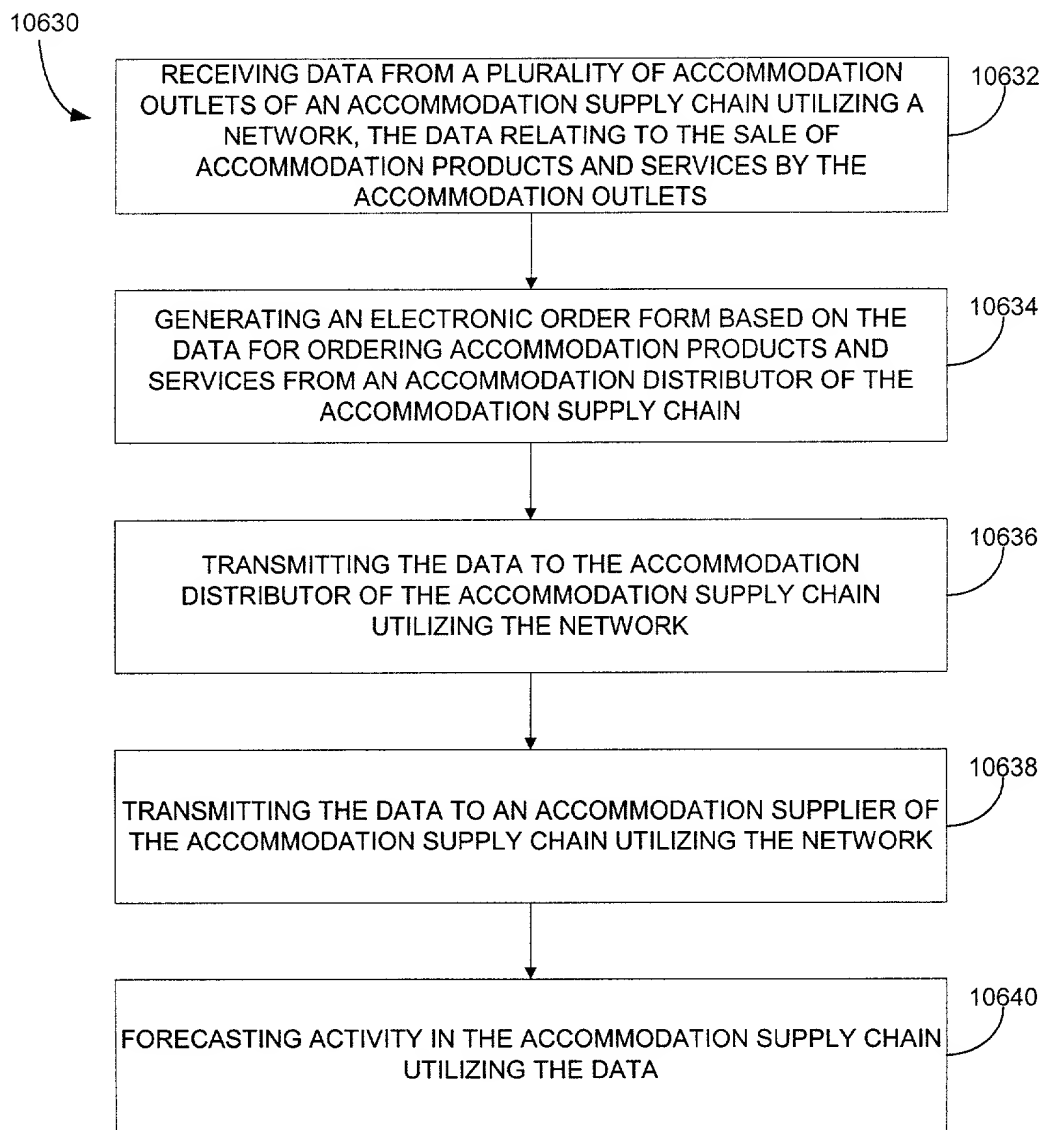 10630
RECEIVING DATA FROM A PLURALITY OF ACCOMMODATION
OUTLETS OF AN ACCOMMODATION SUPPLY CHAIN UTILIZING A
NETWORK, THE DATA RELATING TO THE SALE OF
ACCOMMODATION PRODUCTS AND SERVICES BY THE
ACCOMMODATION OUTLETS
10632
GENERATING AN ELECTRONIC ORDER FORM BASED ON THE
DATA FOR ORDERING ACCOMMODATION PRODUCTS AND
SERVICES FROM AN ACCOMMODATION DISTRIBUTOR OF THE
ACCOMMODATION SUPPLY CHAIN
10634
TRANSMITTING THE DATA TO THE ACCOMMODATION
DISTRIBUTOR OF THE ACCOMMODATION SUPPLY CHAIN
UTILIZING THE NETWORK
10636
TRANSMITTING THE DATA TO AN ACCOMMODATION SUPPLIER OF
THE ACCOMMODATION SUPPLY CHAIN UTILIZING THE NETWORK
10638
FORECASTING ACTIVITY IN THE ACCOMMODATION SUPPLY CHAIN
UTILIZING THE DATA
10640